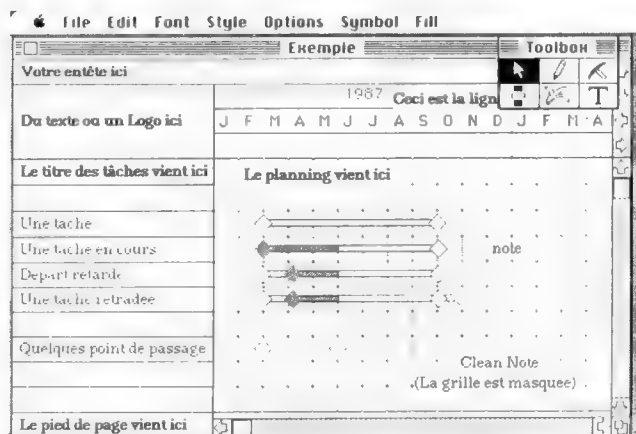 File Edit Font Style Options Symbol Fill
Exemple
Toolbox
Votre entête ici
T
1987 Ceci est la lign
Du texte ou un Logo ici
J F M A M J J A S O N D J F M A
Le titre des tâches vient ici
Le planning vient ici
Une tache
Une tache en cours
note
Depart retarde
Une tache retradee
Quelques point de passage
Clean Note
(La grille est masquee)
Le pied de page vient ici